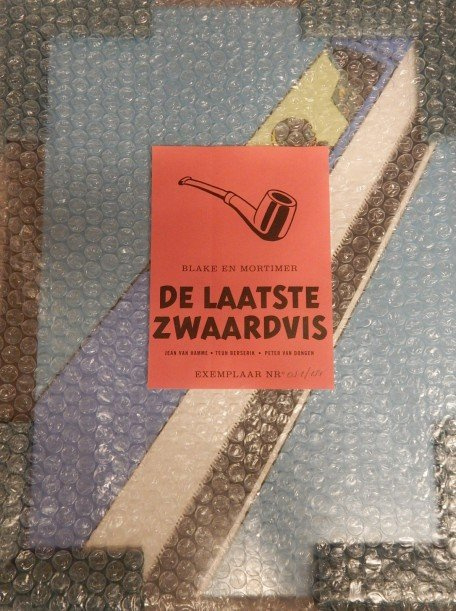 BLAKE EN MORTIMER
DE LAATSTE
ZWAARDVIS
JEAN VAN HAMME • TEUN BERSERIK • PETER VAN DONGEN
EXEMPLAAR NR°